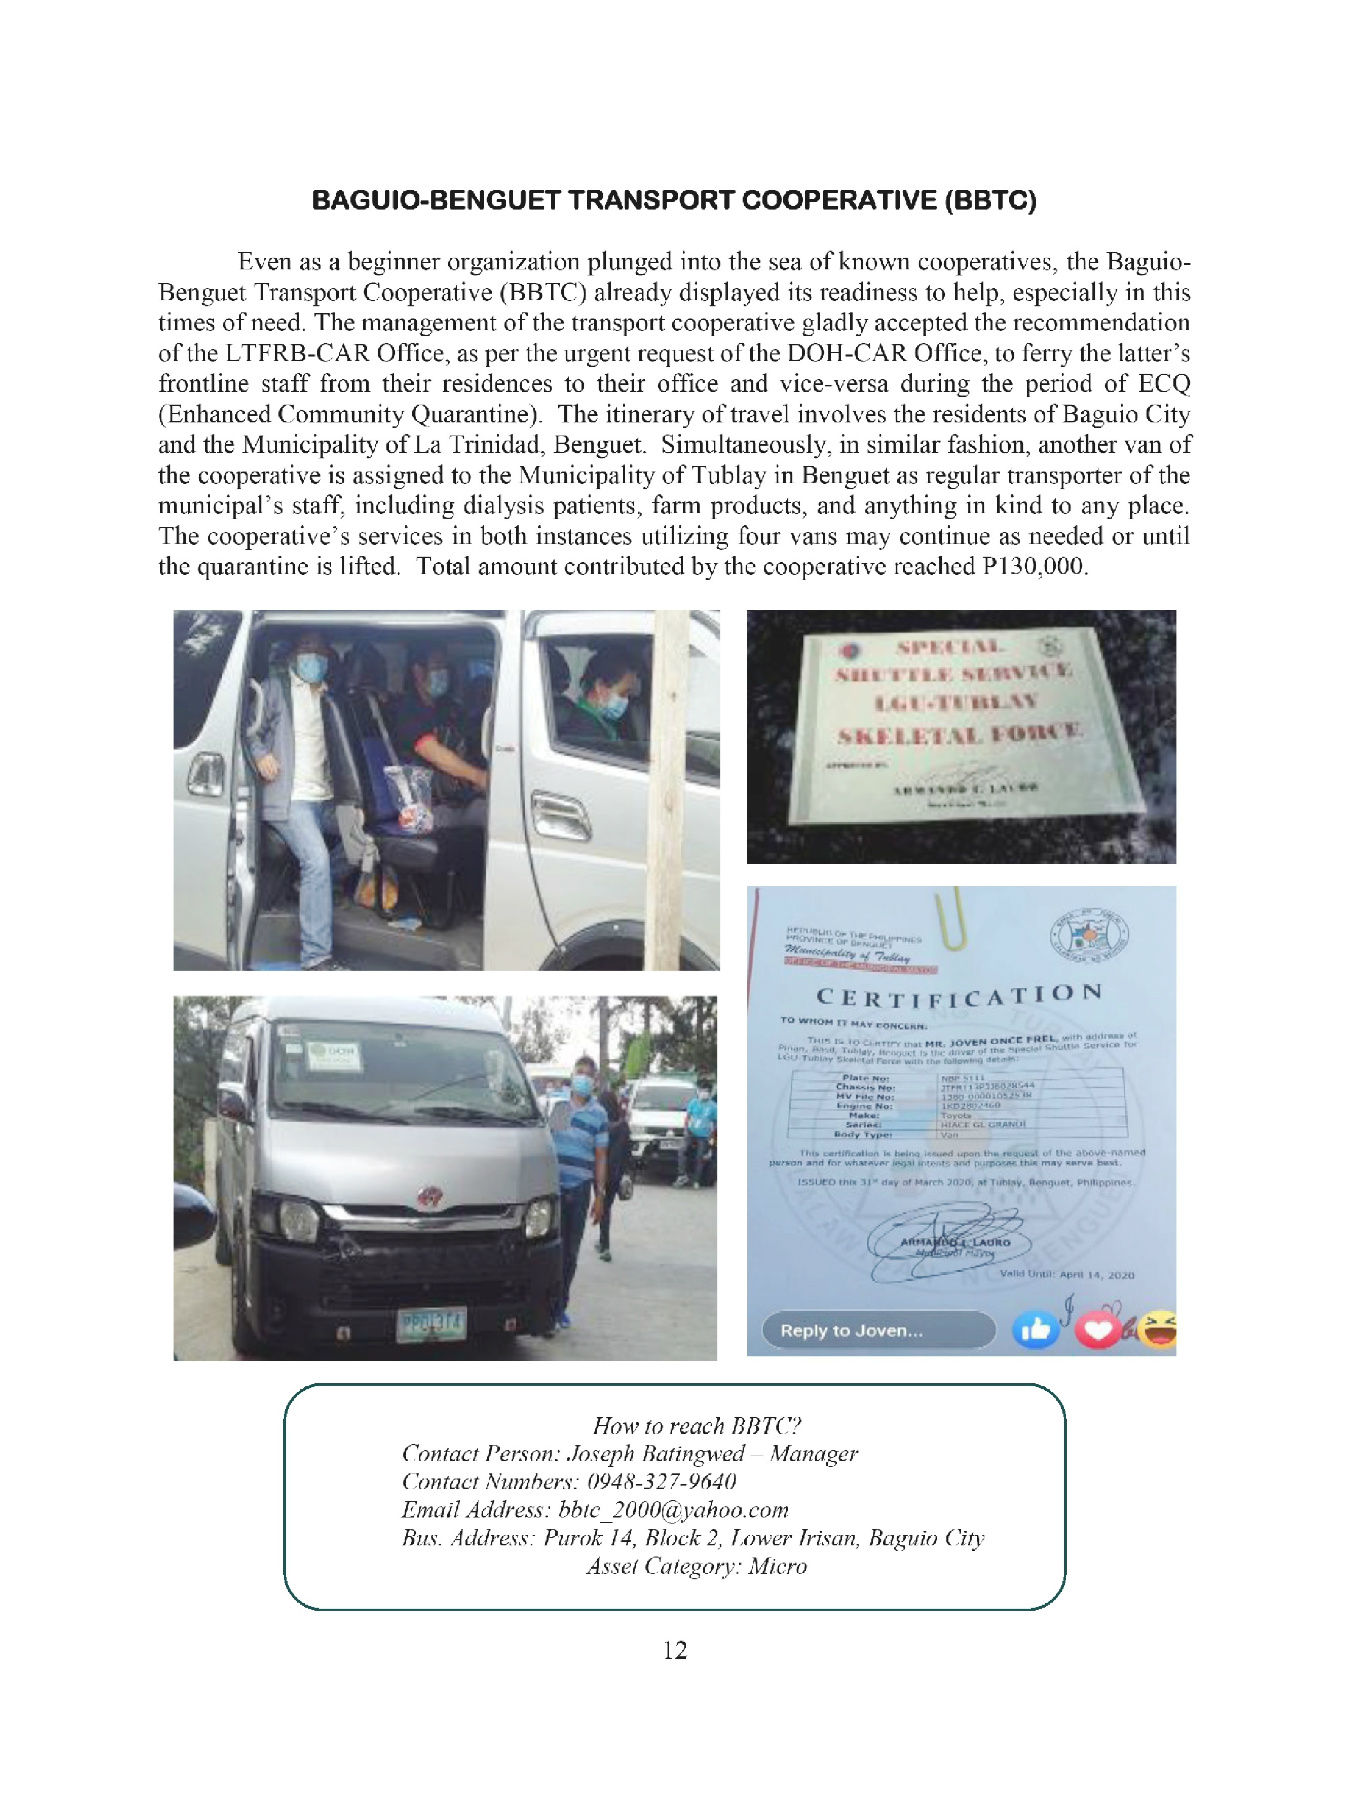 BAGUIO-BENGUET TRANSPORT COOPERATIVE (BBTC)
Even as a beginner organization plunged into the sea of known cooperatives, the Baguio-
Benguet Transport Cooperative (BBTC) already displayed its readiness to help, especially in this
times of need. The management of the transport cooperative gladly accepted the recommendation
of the LTFRB-CAR Office, as per the urgent request of the DOH-CAR Office, to ferry the latter's
frontline staff from their residences to their office and vice-versa during the period of ECQ
(Enhanced Community Quarantine). The itinerary of travel involves the residents of Baguio City
and the Municipality of La Trinidad, Benguet. Simultaneously, in similar fashion, another van of
the cooperative is assigned to the Municipality of Tublay in Benguet as regular transporter of the
municipal's staff, including dialysis patients, farm products, and anything in kind to any place.
The cooperative's services in both instances utilizing four vans may continue as needed or until
the quarantine is lifted. Total amount contributed by the cooperative reached P130,000.
SPECIAL
SHUTTLE SERVICE
LGU-TUBLAY
SKELETAL FORCE
APPROVED BY:
ARMANDO I. LAURO
DOH
REPUBLIC OF THE PHILIPPINES
PROVINCE OF BENGUET
Municipality of Tublay
OFFICE OF THE MUNICIPAL MAYOR
CERTIFICATION
TO WHOM IT MAY CONCERN:
THIS IS TO CERTIFY that MR. JOVEN ONCE FREL, with address of
Tublay, Benguet is the driver of the Special Shuttle Service for
LGU-Tublay Skeletal Force with the following details:
Plate No: NBP 5111
Chassis No:
MV File No:
Engine No:
Make: Toyota
Series: HIACE GL GRANDI
Body Type: Van
This certification is being issued upon the request of the above-named
person and for whatever legal intents and purposes this may serve best.
ISSUED this 31st day of March 2020, at Tublay, Benguet, Philippines.
ARMANDO I. LAURO
Municipal Mayor
Valid Until: April 14, 2020
Reply to Joven...
How to reach BBTC?
Contact Person: Joseph Batingwed – Manager
Contact Numbers: 0948-327-9640
Email Address: bbtc_2000@yahoo.com
Bus. Address: Purok 14, Block 2, Lower Irisan, Baguio City
Asset Category: Micro
12